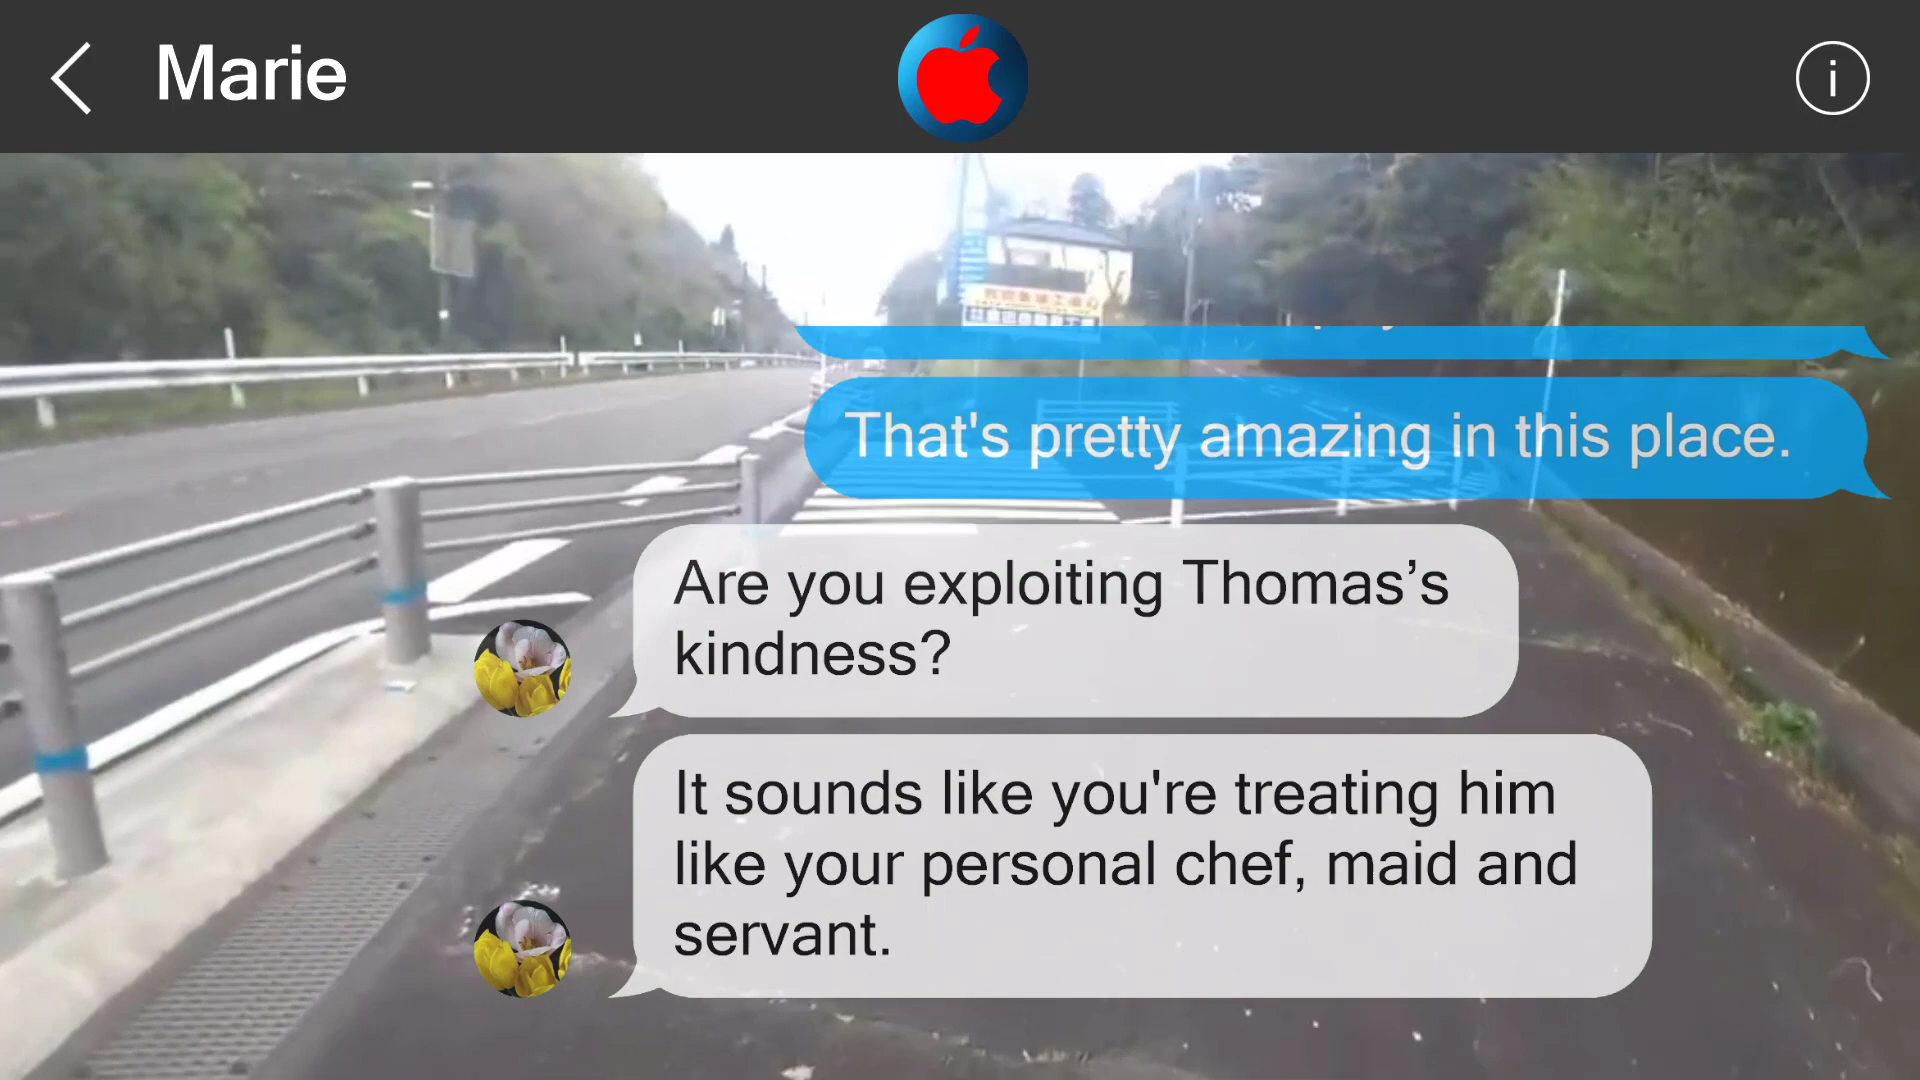 Marie
That's pretty amazing in this place.
Are you exploiting Thomas’s
kindness?
It sounds like you're treating him
like your personal chef, maid and
servant.